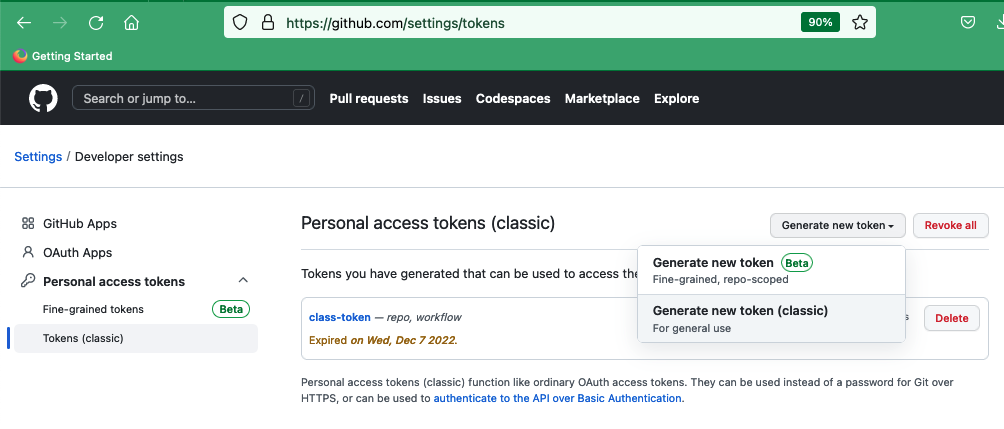 https://github.com/settings/tokens
90%
Getting Started
Search or jump to...
/
Pull requests
Issues
Codespaces
Marketplace
Explore
Settings / Developer settings
GitHub Apps
OAuth Apps
Personal access tokens
Fine-grained tokens
Beta
Tokens (classic)
Personal access tokens (classic)
Generate new token
Revoke all
Generate new token Beta
Fine-grained, repo-scoped
Generate new token (classic)
For general use
Tokens you have generated that can be used to access the
class-token — repo, workflow
Delete
Expired on Wed, Dec 7 2022.
Personal access tokens (classic) function like ordinary OAuth access tokens. They can be used instead of a password for Git over
HTTPS, or can be used to authenticate to the API over Basic Authentication.